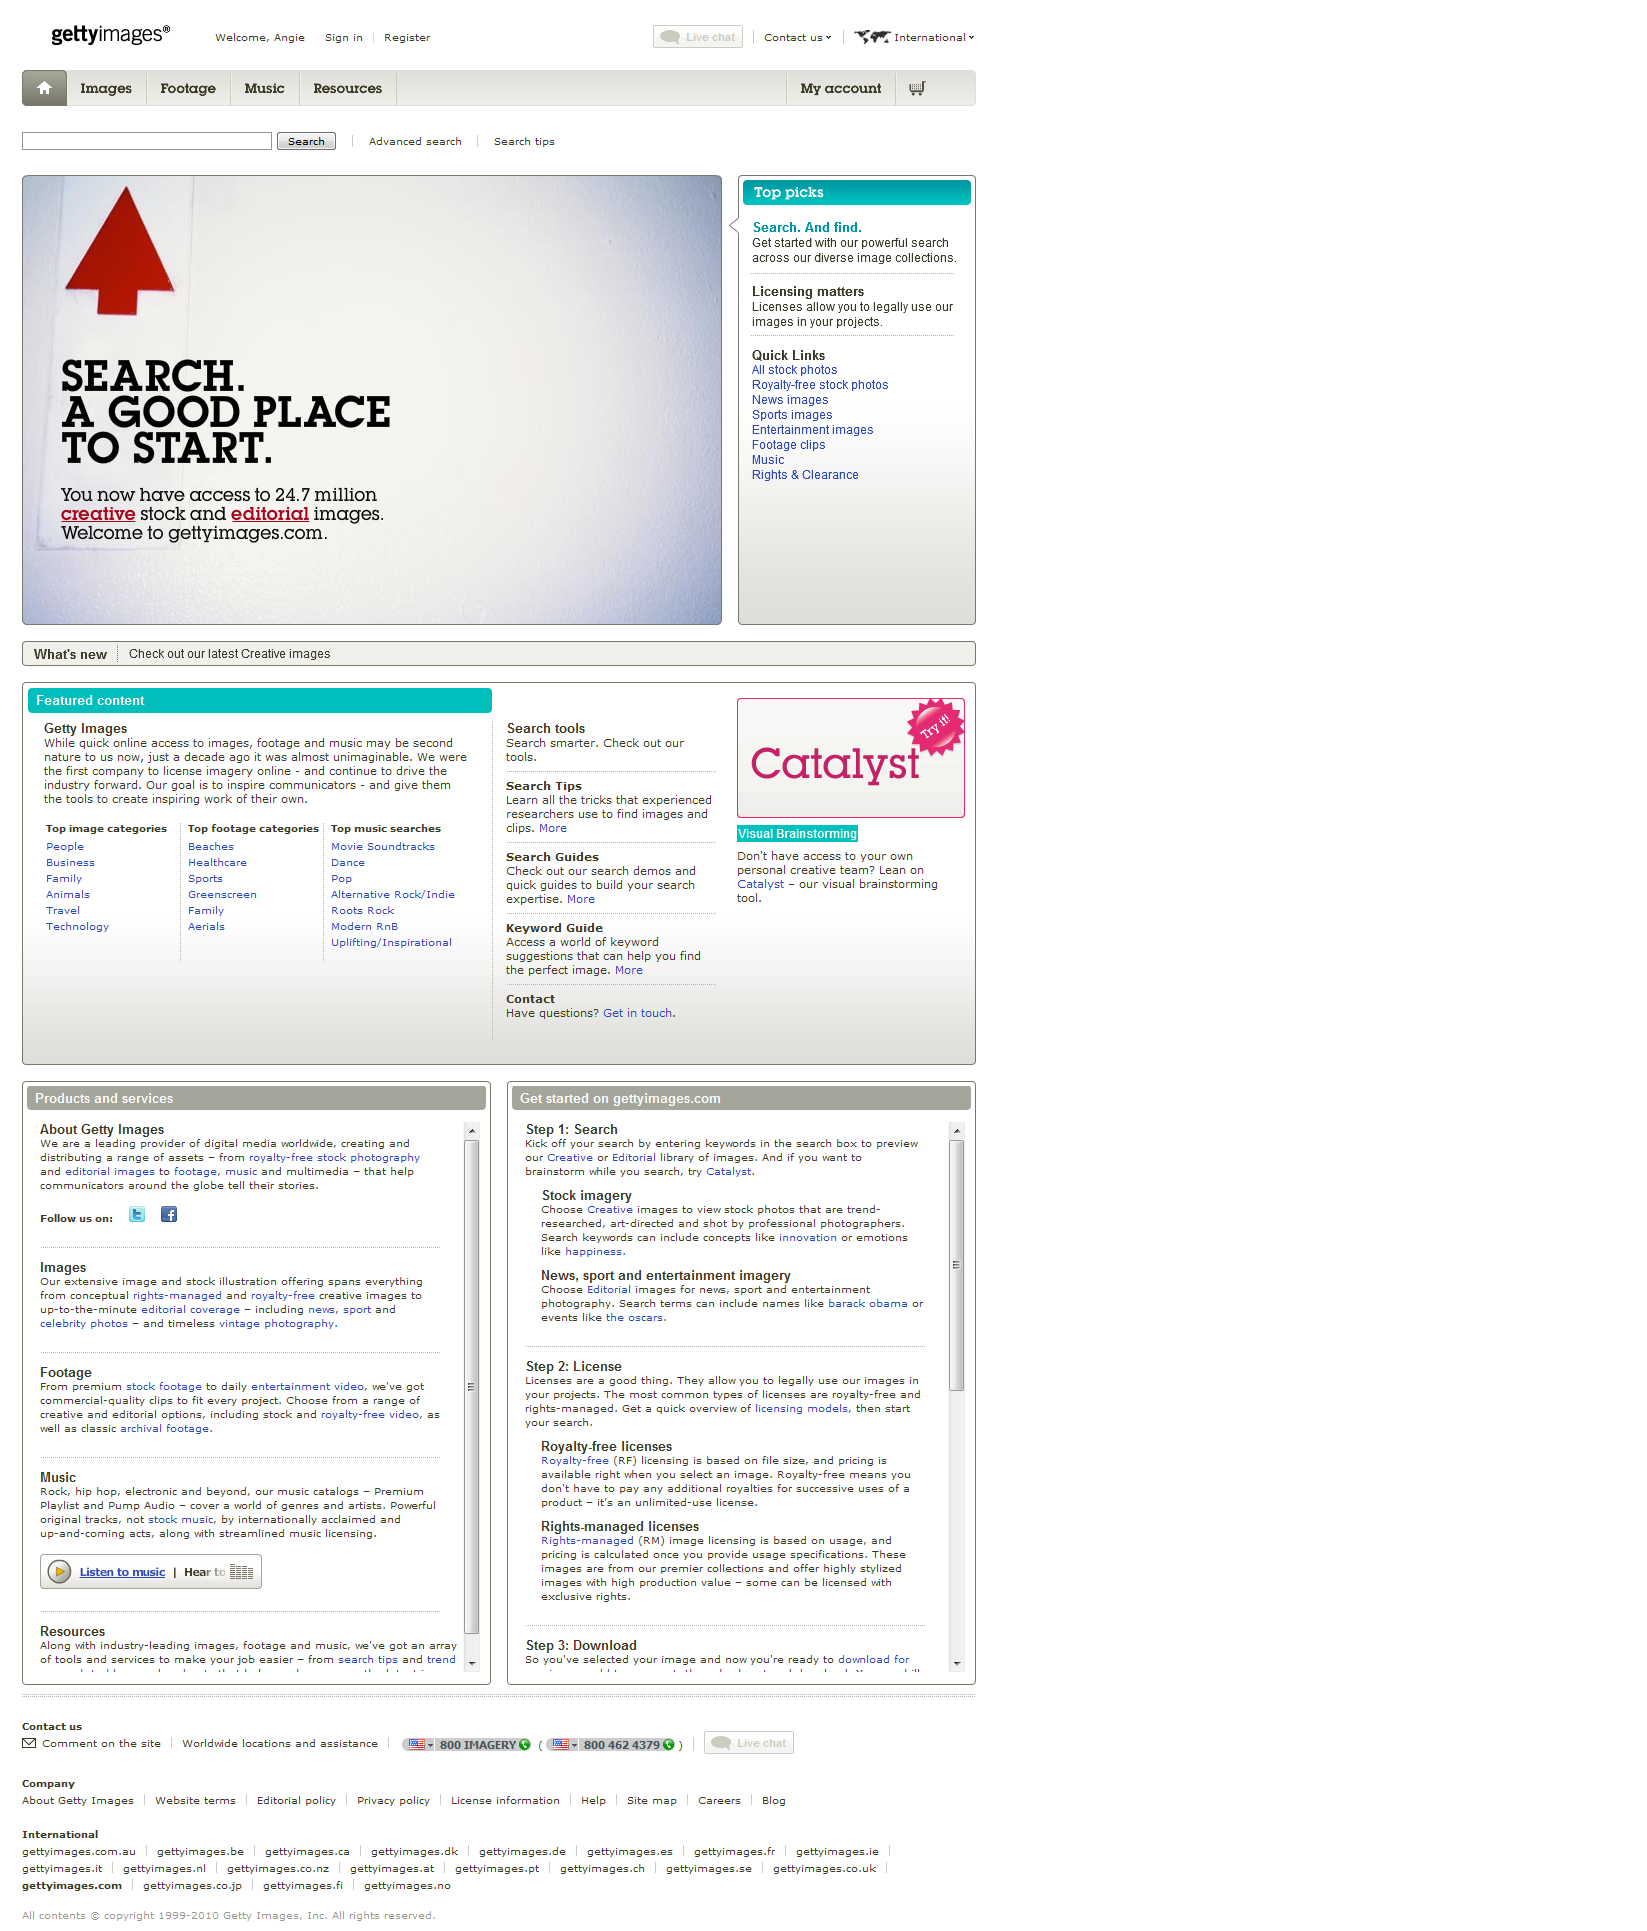 gettyimages®
Welcome, Angie
Sign in
Register
Live chat
Contact us
International
Images
Footage
Music
Resources
My account
Search
Advanced search
Search tips
SEARCH.
A GOOD PLACE
TO START.
You now have access to 24.7 million
creative stock and editorial images.
Welcome to gettyimages.com.
Top picks
Search. And find.
Get started with our powerful search
across our diverse image collections.
Licensing matters
Licenses allow you to legally use our
images in your projects.
Quick Links
All stock photos
Royalty-free stock photos
News images
Sports images
Entertainment images
Footage clips
Music
Rights & Clearance
What's new
Check out our latest Creative images
Featured content
Getty Images
While quick online access to images, footage and music may be second
nature to us now, just a decade ago it was almost unimaginable. We were
the first company to license imagery online - and continue to drive the
industry forward. Our goal is to inspire communicators - and give them
the tools to create inspiring work of their own.
Top image categories
People
Business
Family
Animals
Travel
Technology
Top footage categories
Beaches
Healthcare
Sports
Greenscreen
Family
Aerials
Top music searches
Movie Soundtracks
Dance
Pop
Alternative Rock/Indie
Roots Rock
Modern RnB
Uplifting/Inspirational
Search tools
Search smarter. Check out our
tools.
Search Tips
Learn all the tricks that experienced
researchers use to find images and
clips. More
Search Guides
Check out our search demos and
quick guides to build your search
expertise. More
Keyword Guide
Access a world of keyword
suggestions that can help you find
the perfect image. More
Contact
Have questions? Get in touch.
Try it!
Catalyst
Visual Brainstorming
Don't have access to your own
personal creative team? Lean on
Catalyst – our visual brainstorming
tool.
Products and services
About Getty Images
We are a leading provider of digital media worldwide, creating and
distributing a range of assets – from royalty-free stock photography
and editorial images to footage, music and multimedia – that help
communicators around the globe tell their stories.
Follow us on:
Images
Our extensive image and stock illustration offering spans everything
from conceptual rights-managed and royalty-free creative images to
up-to-the-minute editorial coverage – including news, sport and
celebrity photos – and timeless vintage photography.
Footage
From premium stock footage to daily entertainment video, we've got
commercial-quality clips to fit every project. Choose from a range of
creative and editorial options, including stock and royalty-free video, as
well as classic archival footage.
Music
Rock, hip hop, electronic and beyond, our music catalogs – Premium
Playlist and Pump Audio – cover a world of genres and artists. Powerful
original tracks, not stock music, by internationally acclaimed and
up-and-coming acts, along with streamlined music licensing.
Listen to music | Hear to
Resources
Along with industry-leading images, footage and music, we've got an array
of tools and services to make your job easier – from search tips and trend
Get started on gettyimages.com
Step 1: Search
Kick off your search by entering keywords in the search box to preview
our Creative or Editorial library of images. And if you want to
brainstorm while you search, try Catalyst.
Stock imagery
Choose Creative images to view stock photos that are trend-
researched, art-directed and shot by professional photographers.
Search keywords can include concepts like innovation or emotions
like happiness.
News, sport and entertainment imagery
Choose Editorial images for news, sport and entertainment
photography. Search terms can include names like barack obama or
events like the oscars.
Step 2: License
Licenses are a good thing. They allow you to legally use our images in
your projects. The most common types of licenses are royalty-free and
rights-managed. Get a quick overview of licensing models, then start
your search.
Royalty-free licenses
Royalty-free (RF) licensing is based on file size, and pricing is
available right when you select an image. Royalty-free means you
don't have to pay any additional royalties for successive uses of a
product – it's an unlimited-use license.
Rights-managed licenses
Rights-managed (RM) image licensing is based on usage, and
pricing is calculated once you provide usage specifications. These
images are from our premier collections and offer highly stylized
images with high production value – some can be licensed with
exclusive rights.
Step 3: Download
So you've selected your image and now you're ready to download for
Contact us
Comment on the site
Worldwide locations and assistance
800 IMAGERY ( 800 462 4379 )
Live chat
Company
About Getty Images
Website terms
Editorial policy
Privacy policy
License information
Help
Site map
Careers
Blog
International
gettyimages.com.au
gettyimages.be
gettyimages.ca
gettyimages.dk
gettyimages.de
gettyimages.es
gettyimages.fr
gettyimages.ie
gettyimages.it
gettyimages.nl
gettyimages.co.nz
gettyimages.at
gettyimages.pt
gettyimages.ch
gettyimages.se
gettyimages.co.uk
gettyimages.com
gettyimages.co.jp
gettyimages.fi
gettyimages.no
All contents © copyright 1999-2010 Getty Images, Inc. All rights reserved.